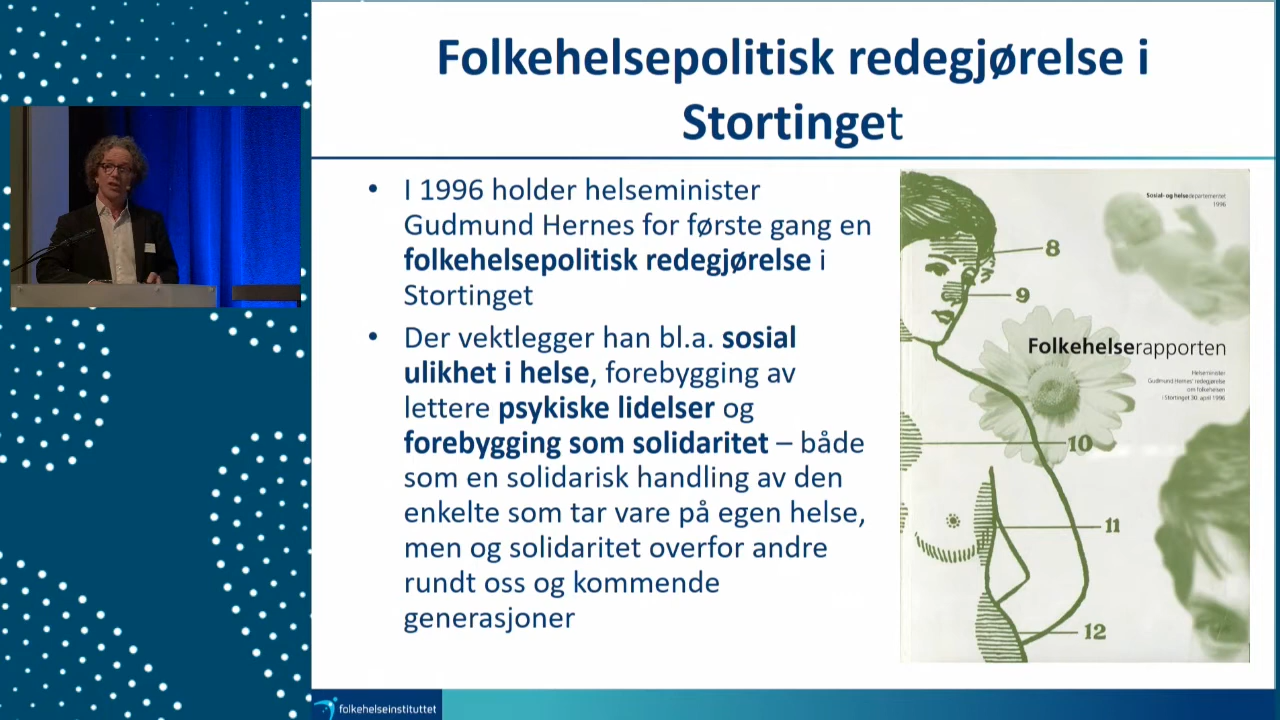 Folkehelsepolitisk redegjørelse i
Stortinget
• I 1996 holder helseminister
Gudmund Hernes for første gang en
folkehelsepolitisk redegjørelse i
Stortinget
• Der vektlegger han bl.a. sosial
ulikhet i helse, forebygging av
lettere psykiske lidelser og
forebygging som solidaritet – både
som en solidarisk handling av den
enkelte som tar vare på egen helse,
men og solidaritet overfor andre
rundt oss og kommende
generasjoner
Sosial- og helsedepartementet
1996
8
9
Folkehelserapporten
Helseminister
Gudmund Hernes' redegjørelse
om folkehelsen
i Stortinget 30. april 1996
10
11
12
folkehelseinstituttet